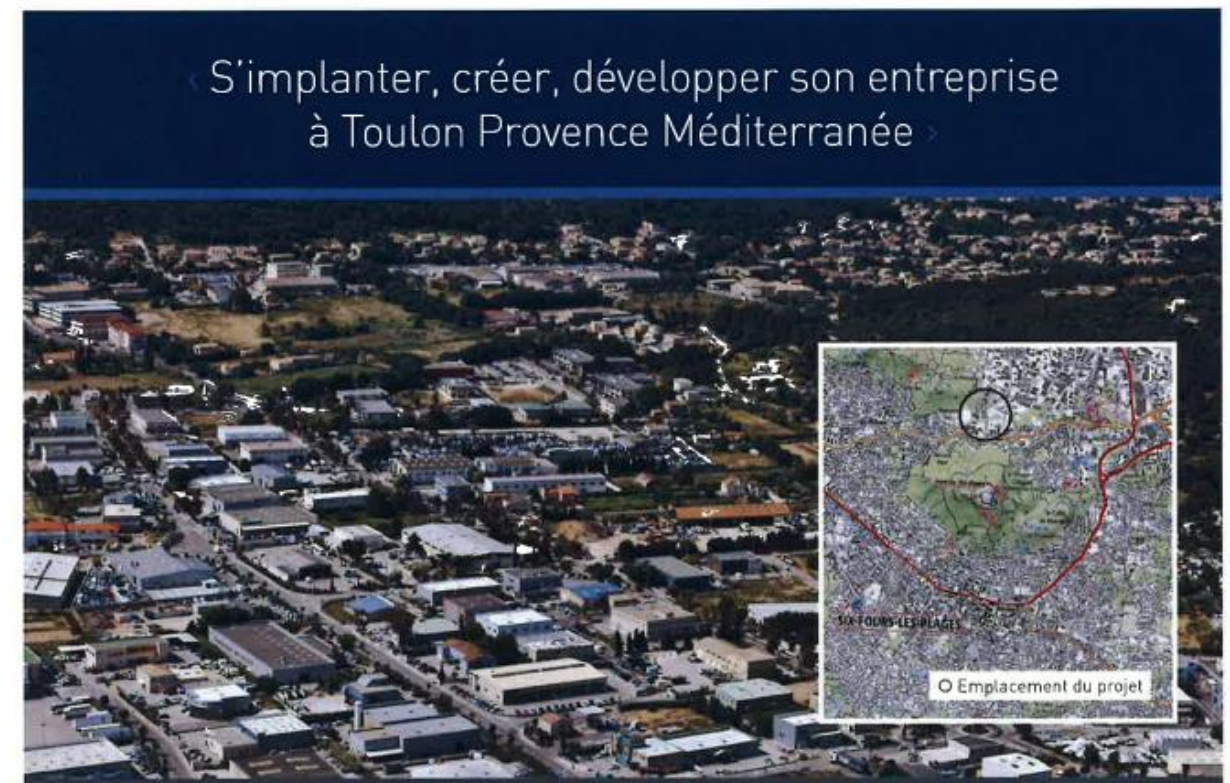 ‹ S'implanter, créer, développer son entreprise
à Toulon Provence Méditerranée ›
SIX-FOURS-LES-PLAGES
O Emplacement du projet